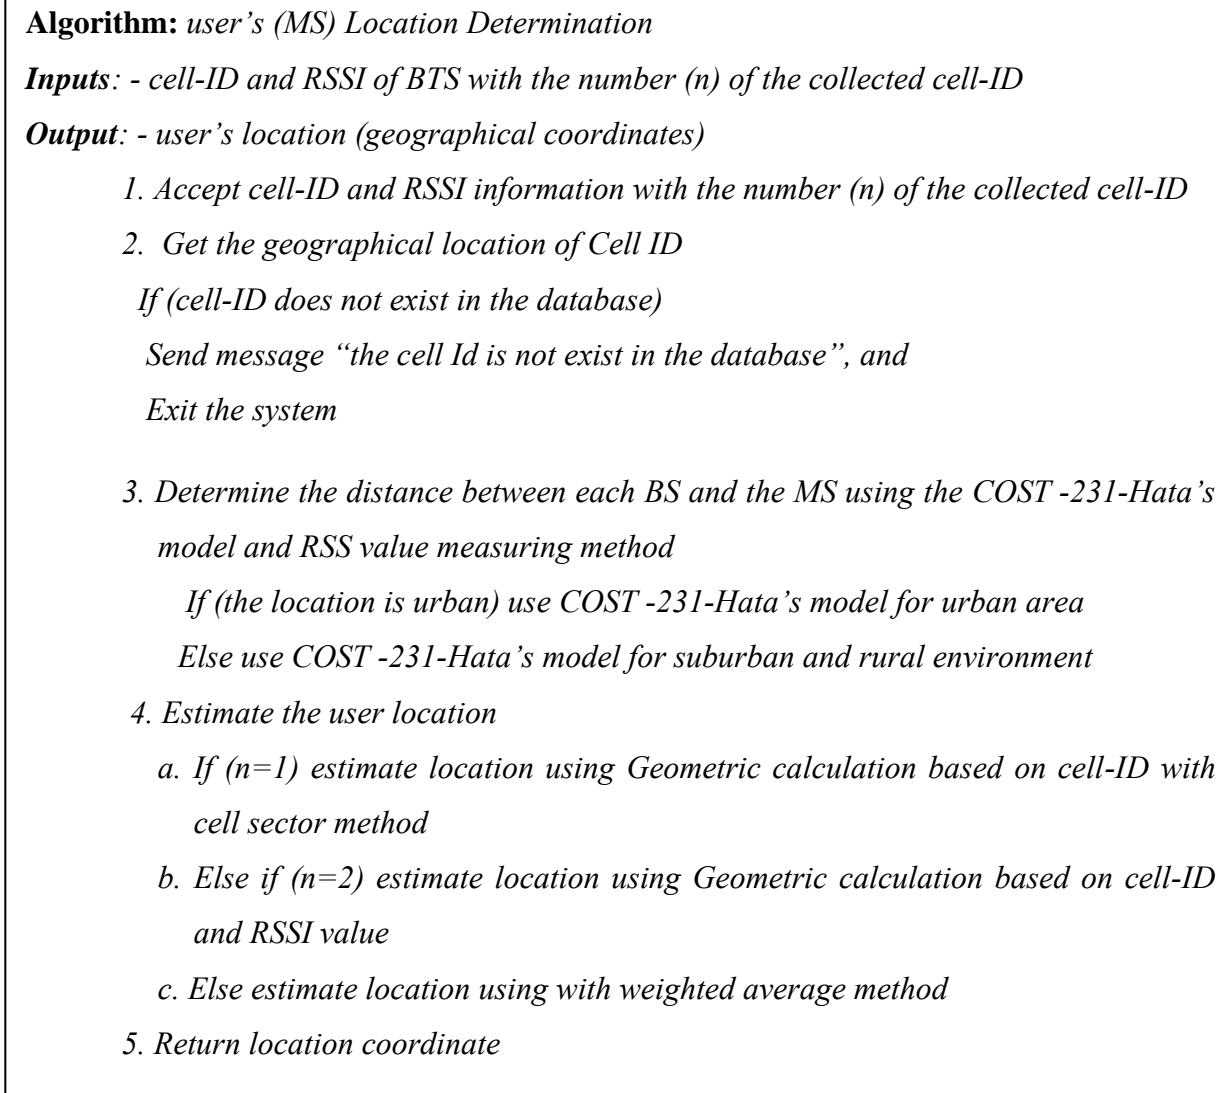 Algorithm: user’s (MS) Location Determination
Inputs: - cell-ID and RSSI of BTS with the number (n) of the collected cell-ID
Output: - user’s location (geographical coordinates)
1. Accept cell-ID and RSSI information with the number (n) of the collected cell-ID
2. Get the geographical location of Cell ID
If (cell-ID does not exist in the database)
Send message “the cell Id is not exist in the database”, and
Exit the system
3. Determine the distance between each BS and the MS using the COST -231-Hata’s
model and RSS value measuring method
If (the location is urban) use COST -231-Hata’s model for urban area
Else use COST -231-Hata’s model for suburban and rural environment
4. Estimate the user location
a. If (n=1) estimate location using Geometric calculation based on cell-ID with
cell sector method
b. Else if (n=2) estimate location using Geometric calculation based on cell-ID
and RSSI value
c. Else estimate location using with weighted average method
5. Return location coordinate